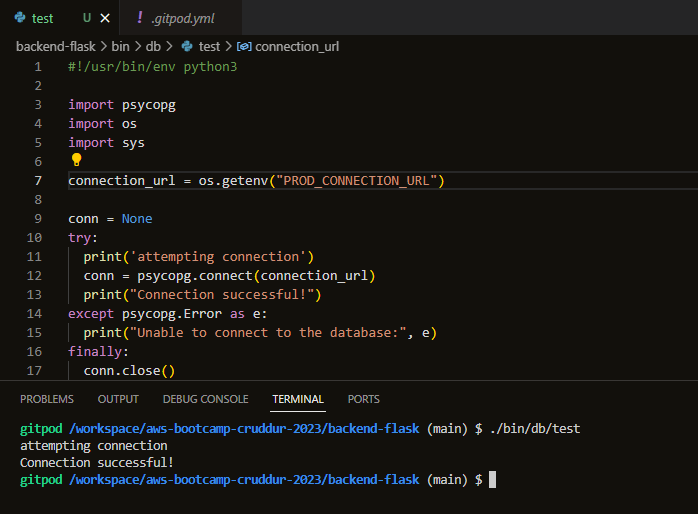 test U ✕ ! .gitpod.yml
backend-flask > bin > db > test > connection_url
1 #!/usr/bin/env python3
2
3 import psycopg
4 import os
5 import sys
6
7 connection_url = os.getenv("PROD_CONNECTION_URL")
8
9 conn = None
10 try:
11   print('attempting connection')
12   conn = psycopg.connect(connection_url)
13   print("Connection successful!")
14 except psycopg.Error as e:
15   print("Unable to connect to the database:", e)
16 finally:
17   conn.close()
PROBLEMS OUTPUT DEBUG CONSOLE TERMINAL PORTS
gitpod /workspace/aws-bootcamp-cruddur-2023/backend-flask (main) $ ./bin/db/test
attempting connection
Connection successful!
gitpod /workspace/aws-bootcamp-cruddur-2023/backend-flask (main) $